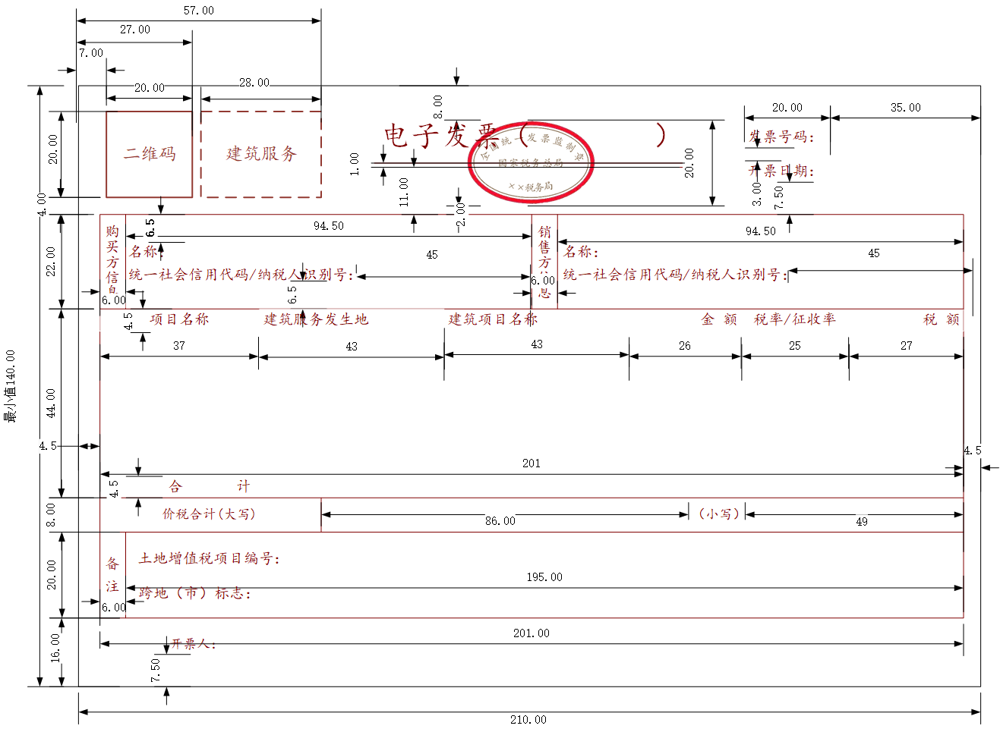 57.00
27.00
7.00
20.00
28.00
8.00
20.00
35.00
电子发票（ ）
全国统一发票监制章
国家税务总局
××税务局
发票号码：
开票日期：
二维码
建筑服务
20.00
1.00
11.00
2.00
20.00
3.00
7.50
4.00
22.00
购买方信息
6.5
94.50
名称：
45
统一社会信用代码/纳税人识别号：
6.5
6.00
销售方信息
94.50
名称：
45
统一社会信用代码/纳税人识别号：
6.00
4.5
项目名称
建筑服务发生地
建筑项目名称
金 额
税率/征收率
税 额
37
43
43
26
25
27
最小值140.00
44.00
4.5
4.5
201
4.5
合 计
8.00
价税合计(大写)
86.00
（小写）
49
20.00
备注
土地增值税项目编号：
195.00
跨地（市）标志：
6.00
16.00
201.00
开票人：
7.50
210.00